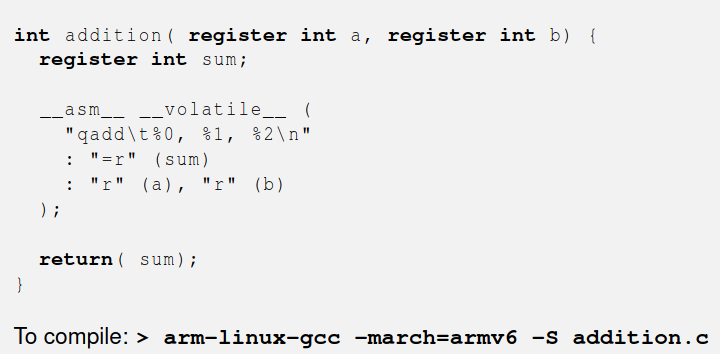 int addition( register int a, register int b) {
register int sum;
__asm__ __volatile__ (
"qadd\t%0, %1, %2\n"
: "=r" (sum)
: "r" (a), "r" (b)
);
return( sum);
}
To compile: > arm-linux-gcc -march=armv6 -S addition.c